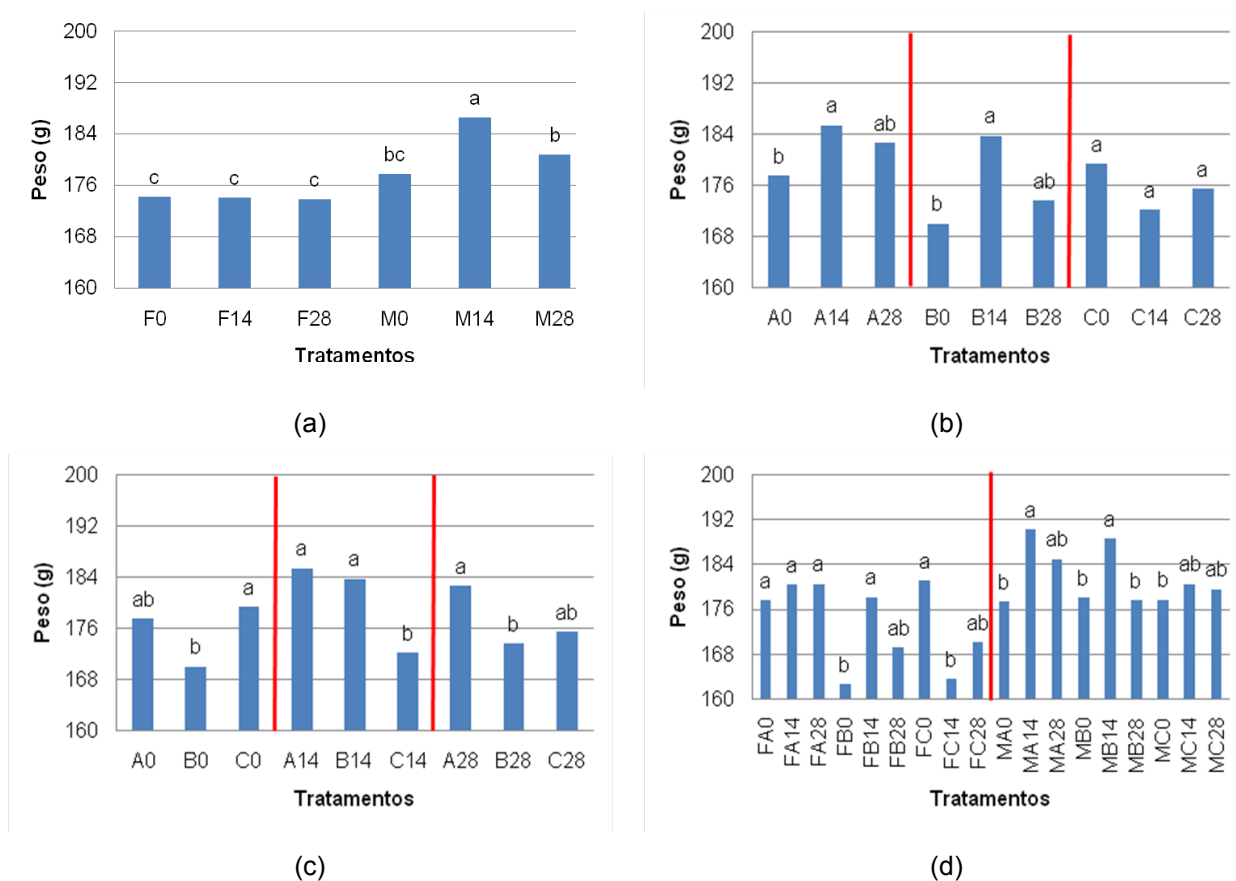 200
192
184
176
168
160
Peso (g)
c c c bc a b
F0 F14 F28 M0 M14 M28
Tratamentos
(a)
200
192
184
176
168
160
Peso (g)
b a ab b a ab a a a
A0 A14 A28 B0 B14 B28 C0 C14 C28
Tratamentos
(b)
200
192
184
176
168
160
Peso (g)
ab b a a a b a b ab
A0 B0 C0 A14 B14 C14 A28 B28 C28
Tratamentos
(c)
200
192
184
176
168
160
Peso (g)
a a a b a ab a b ab b a ab b a b b ab ab
FA0 FA14 FA28 FB0 FB14 FB28 FC0 FC14 FC28 MA0 MA14 MA28 MB0 MB14 MB28 MC0 MC14 MC28
Tratamentos
(d)